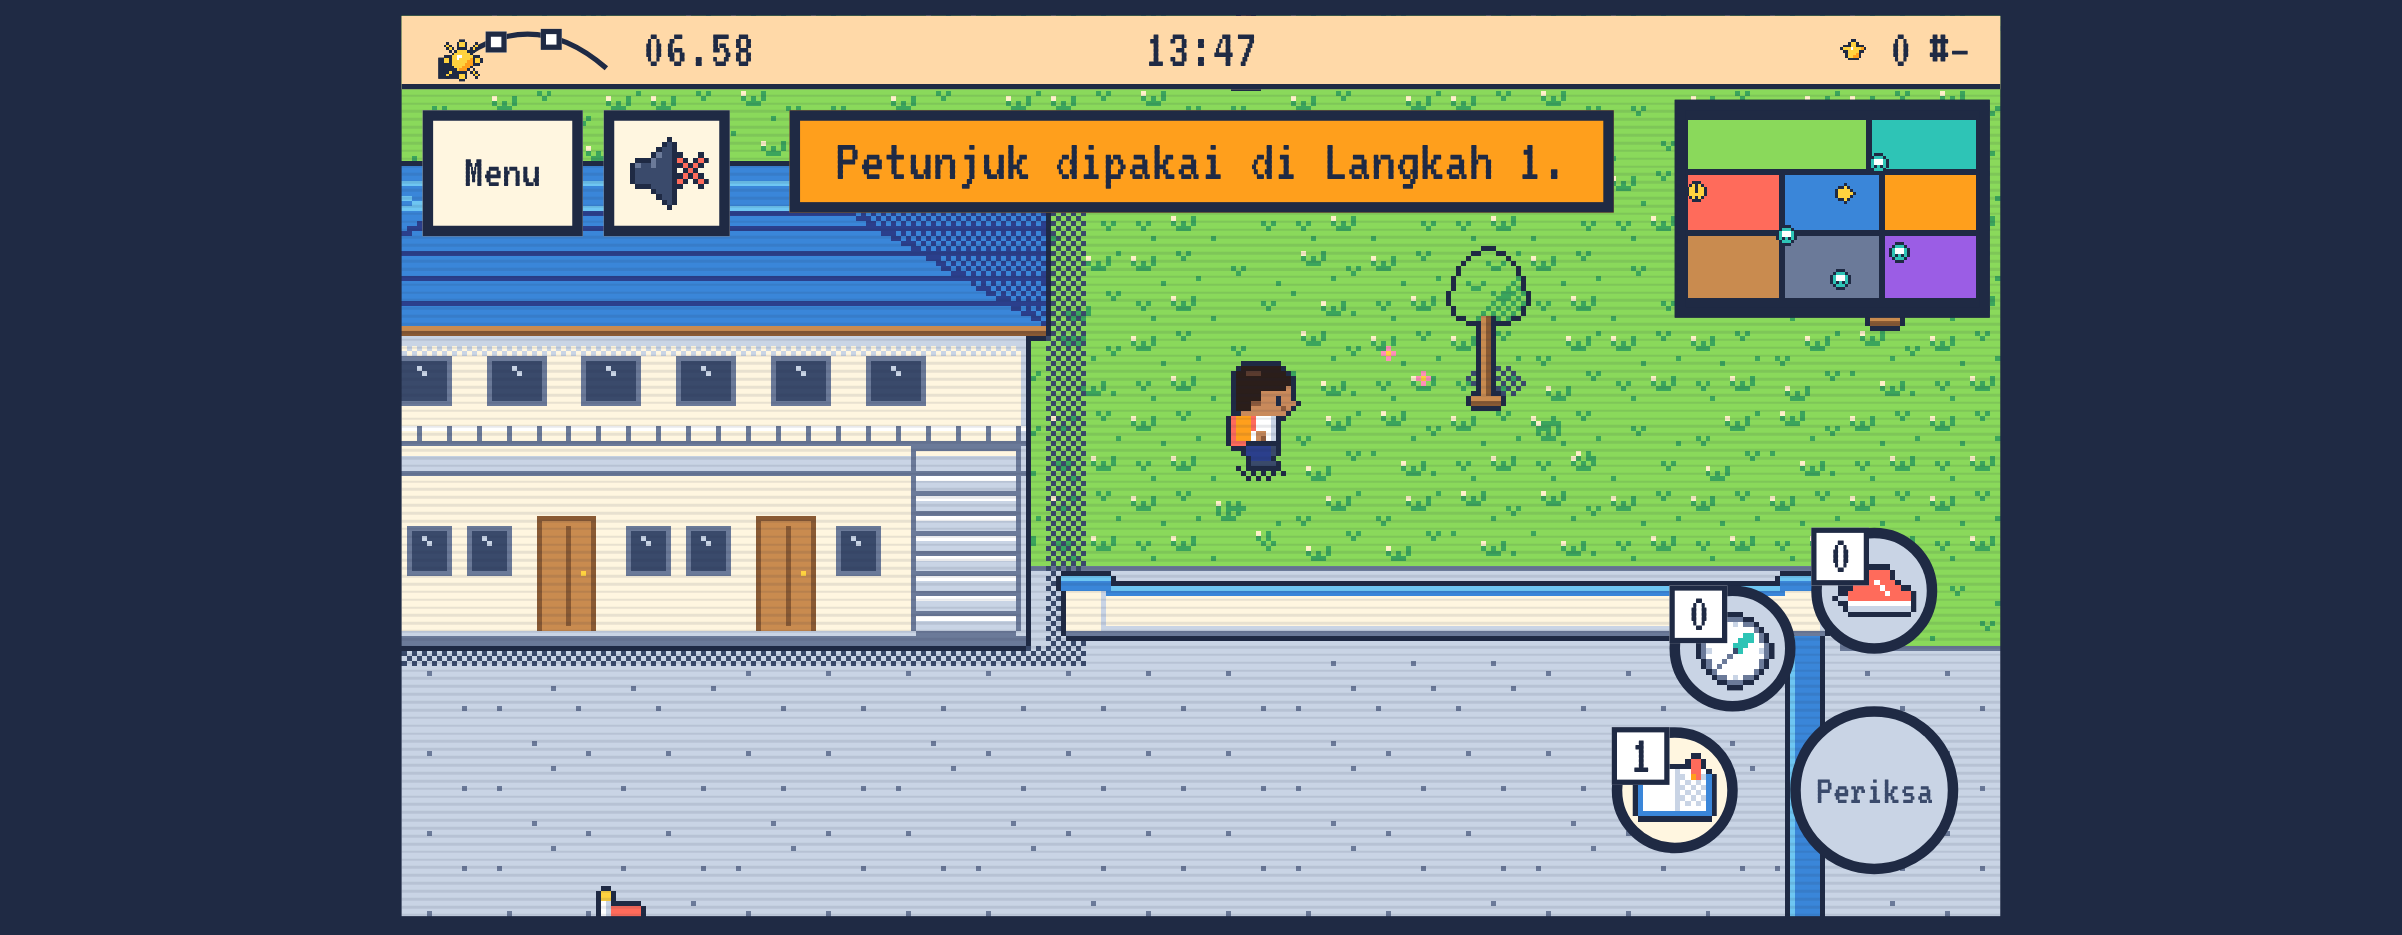 06.58
13:47
0 #-
Menu
Petunjuk dipakai di Langkah 1.
0
0
1
Periksa